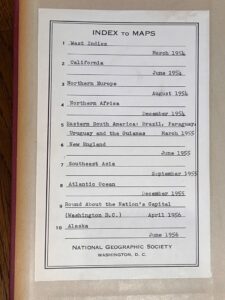 INDEX TO MAPS
1 West Indies
March 1954
2 California
June 1954
3 Northern Europe
August 1954
4 Northern Africa
December 1954
5 Eastern South America: Brazil, Paraguay,
Uruguay and the Guianas March 1955
6 New England
June 1955
7 Southeast Asia
September 1955
8 Atlantic Ocean
December 1955
9 Round About the Nation's Capital
(Washington D.C.) April 1956
10 Alaska
June 1956
NATIONAL GEOGRAPHIC SOCIETY
WASHINGTON, D. C.